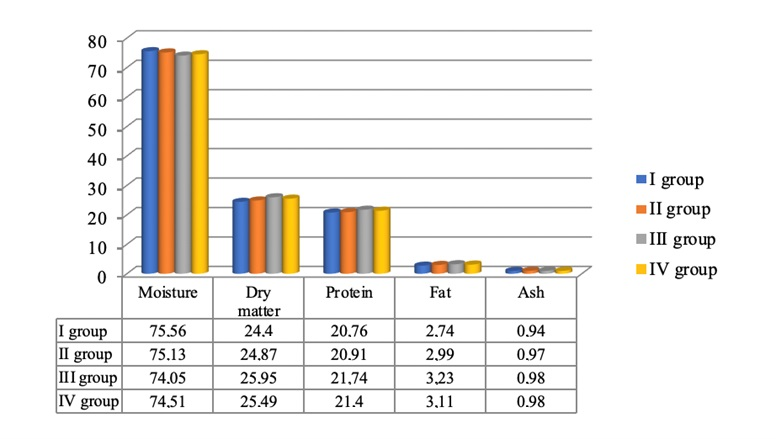 80
70
60
50
40
30
20
10
0
I group
II group
III group
IV group
Moisture Dry matter Protein Fat Ash
I group 75.56 24.4 20.76 2.74 0.94
II group 75.13 24.87 20.91 2.99 0.97
III group 74.05 25.95 21.74 3.23 0.98
IV group 74.51 25.49 21.4 3.11 0.98